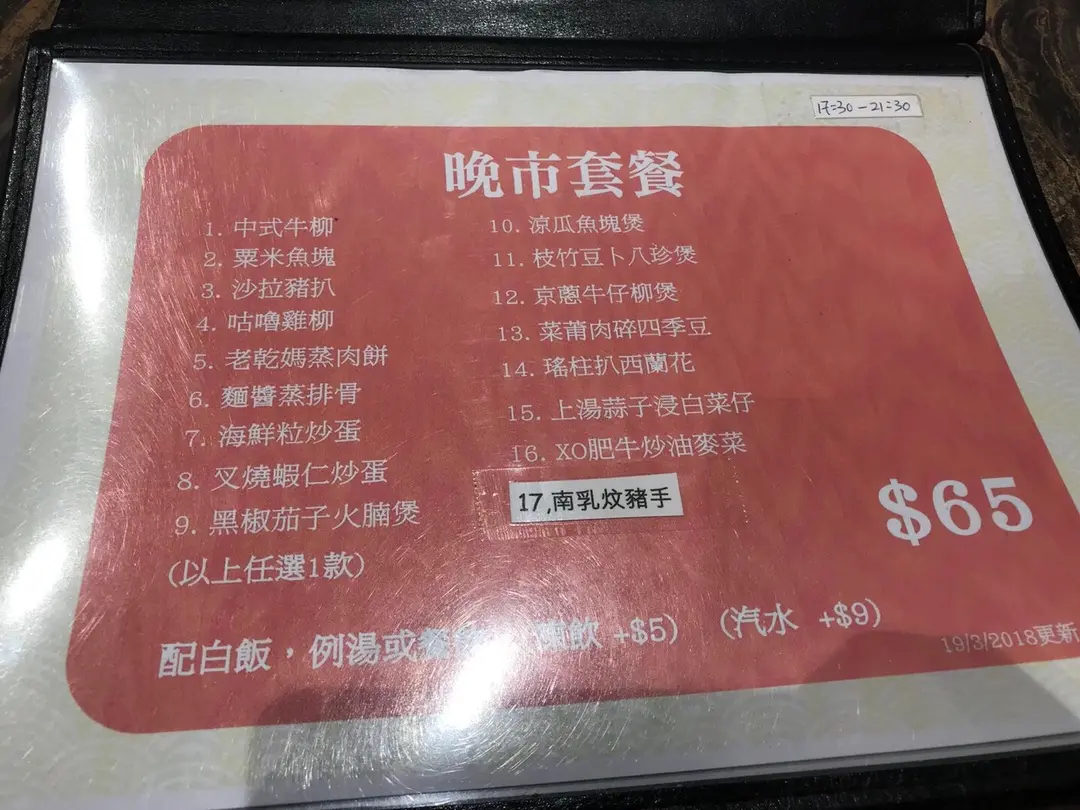 17:30-21:30
晚市套餐
1. 中式牛柳
2. 粟米魚塊
3. 沙拉豬扒
4. 咕嚕雞柳
5. 老乾媽蒸肉餅
6. 麵醬蒸排骨
7. 海鮮粒炒蛋
8. 叉燒蝦仁炒蛋
9. 黑椒茄子火腩煲
(以上任選1款)
10. 涼瓜魚塊煲
11. 枝竹豆卜八珍煲
12. 京蔥牛仔柳煲
13. 菜莆肉碎四季豆
14. 瑤柱扒西蘭花
15. 上湯蒜子浸白菜仔
16. XO肥牛炒油麥菜
17,南乳炆豬手
$65
配白飯，例湯或餐飲 凍飲 +$5) (汽水 +$9)
19/3/2018更新